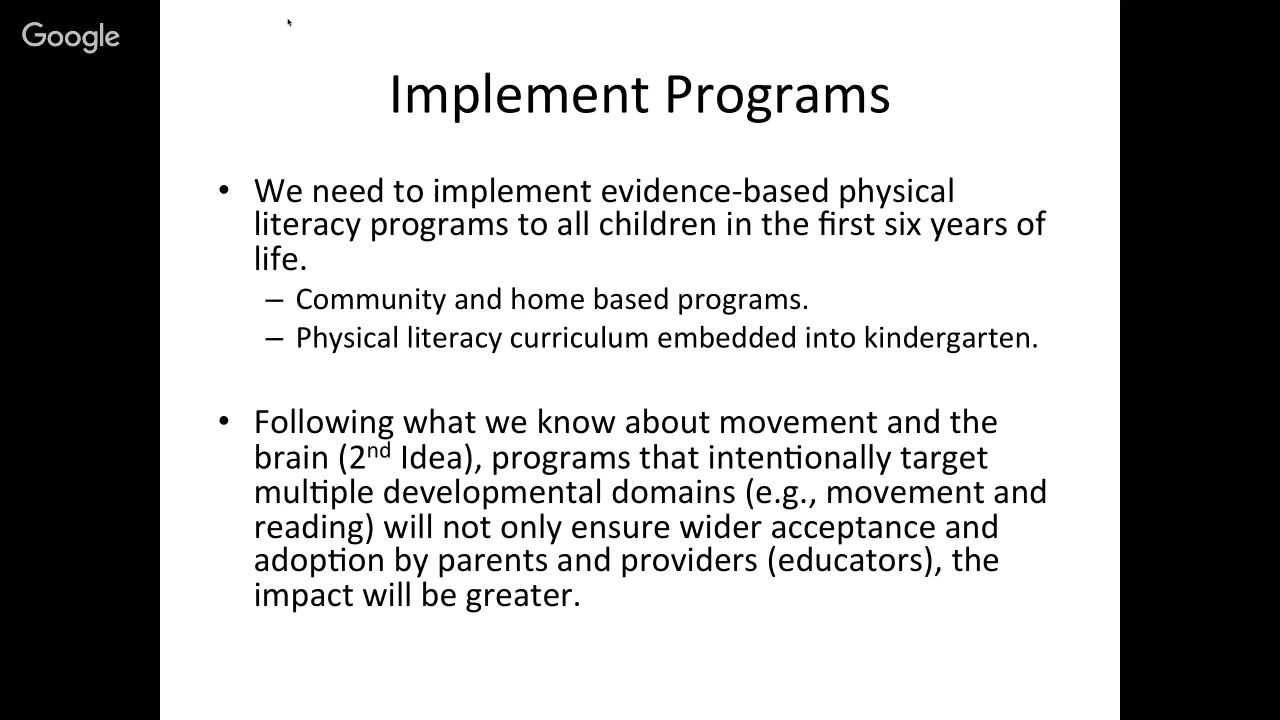 Google
Implement Programs
• We need to implement evidence-based physical
literacy programs to all children in the first six years of
life.
– Community and home based programs.
– Physical literacy curriculum embedded into kindergarten.
• Following what we know about movement and the
brain (2nd Idea), programs that intentionally target
multiple developmental domains (e.g., movement and
reading) will not only ensure wider acceptance and
adoption by parents and providers (educators), the
impact will be greater.